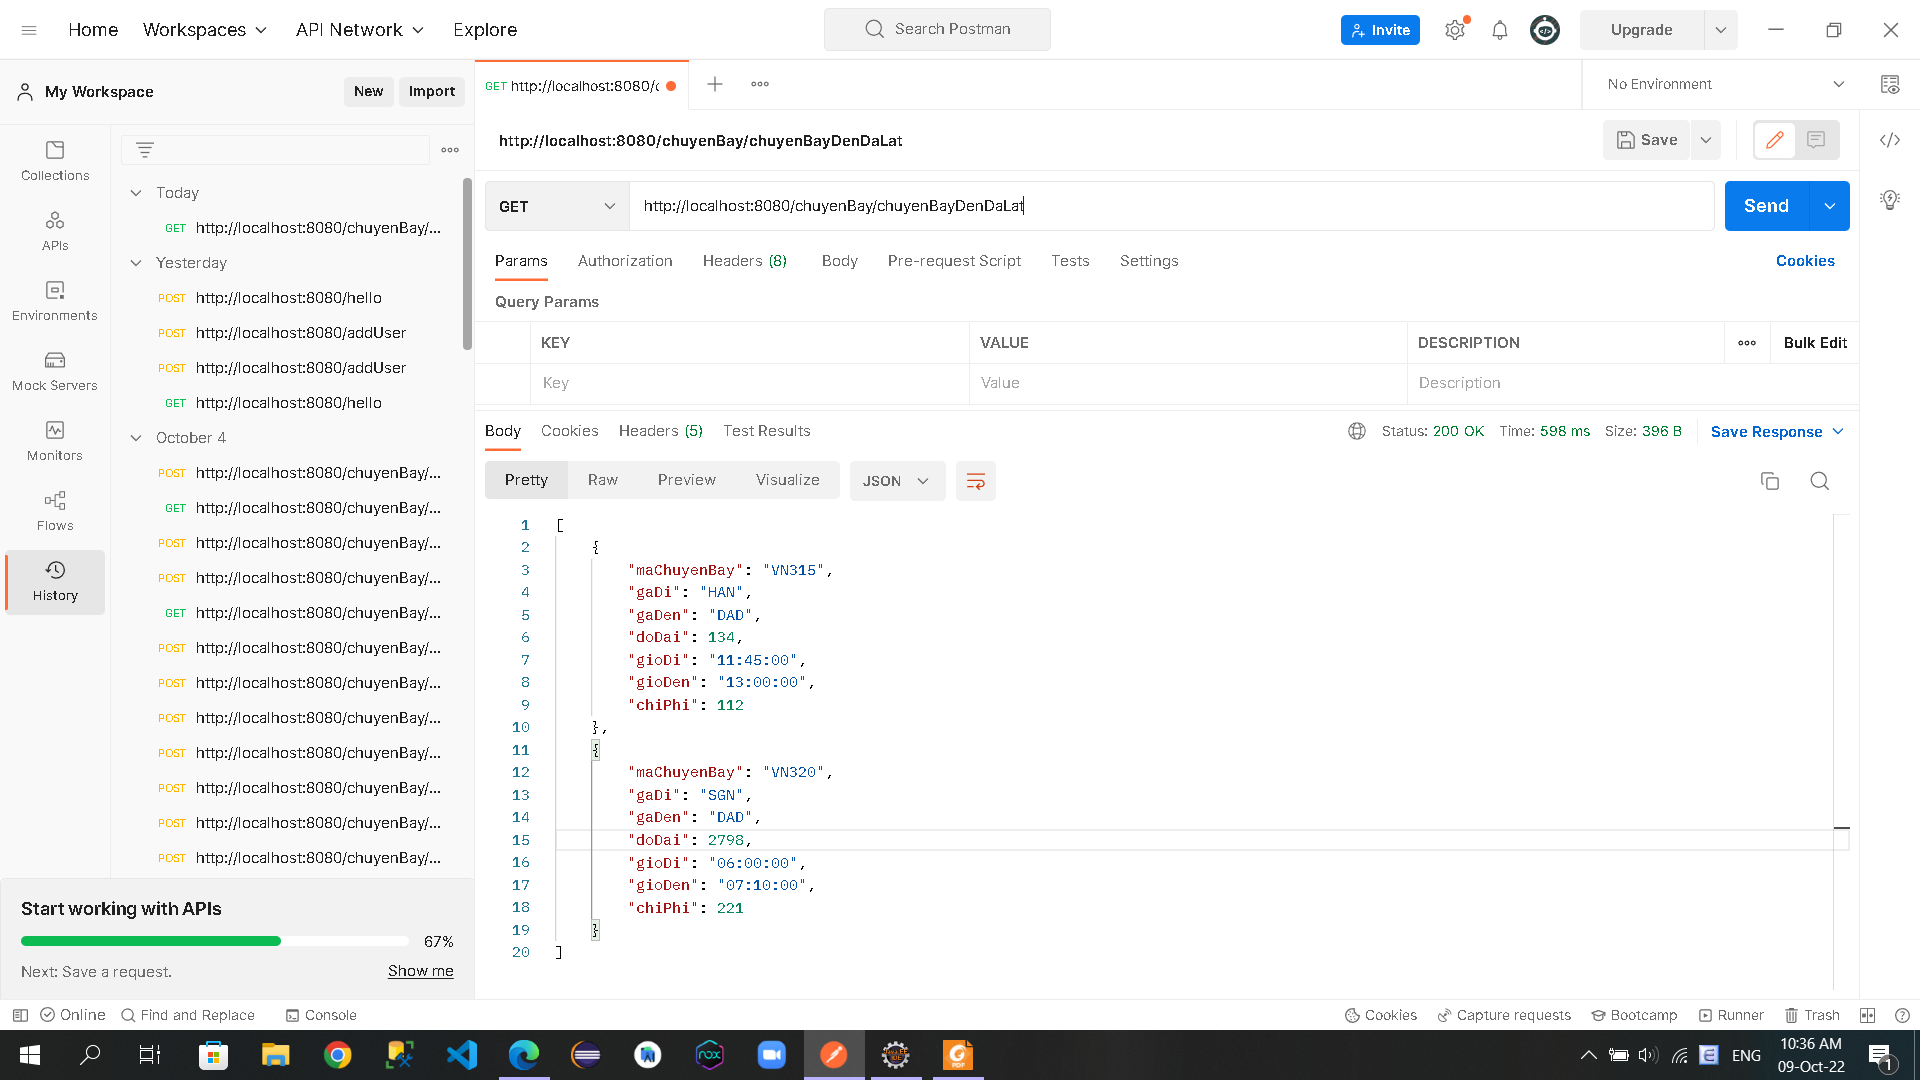 Home Workspaces API Network Explore Search Postman Invite Upgrade
My Workspace New Import
GET http://localhost:8080/c No Environment
http://localhost:8080/chuyenBay/chuyenBayDenDaLat Save
GET http://localhost:8080/chuyenBay/chuyenBayDenDaLat Send
Params Authorization Headers (8) Body Pre-request Script Tests Settings Cookies
Query Params
KEY VALUE DESCRIPTION Bulk Edit
Key Value Description
Collections
APIs
Environments
Mock Servers
Monitors
Flows
History
Today
GET http://localhost:8080/chuyenBay/...
Yesterday
POST http://localhost:8080/hello
POST http://localhost:8080/addUser
POST http://localhost:8080/addUser
GET http://localhost:8080/hello
October 4
POST http://localhost:8080/chuyenBay/...
GET http://localhost:8080/chuyenBay/...
POST http://localhost:8080/chuyenBay/...
POST http://localhost:8080/chuyenBay/...
GET http://localhost:8080/chuyenBay/...
POST http://localhost:8080/chuyenBay/...
POST http://localhost:8080/chuyenBay/...
POST http://localhost:8080/chuyenBay/...
POST http://localhost:8080/chuyenBay/...
POST http://localhost:8080/chuyenBay/...
POST http://localhost:8080/chuyenBay/...
POST http://localhost:8080/chuyenBay/...
Start working with APIs
67%
Next: Save a request. Show me
Body Cookies Headers (5) Test Results Status: 200 OK Time: 598 ms Size: 396 B Save Response
Pretty Raw Preview Visualize JSON
1 [
2 {
3 "maChuyenBay": "VN315",
4 "gaDi": "HAN",
5 "gaDen": "DAD",
6 "doDai": 134,
7 "gioDi": "11:45:00",
8 "gioDen": "13:00:00",
9 "chiPhi": 112
10 },
11 {
12 "maChuyenBay": "VN320",
13 "gaDi": "SGN",
14 "gaDen": "DAD",
15 "doDai": 2798,
16 "gioDi": "06:00:00",
17 "gioDen": "07:10:00",
18 "chiPhi": 221
19 }
20 ]
Online Find and Replace Console Cookies Capture requests Bootcamp Runner Trash
ENG 10:36 AM
09-Oct-22 1